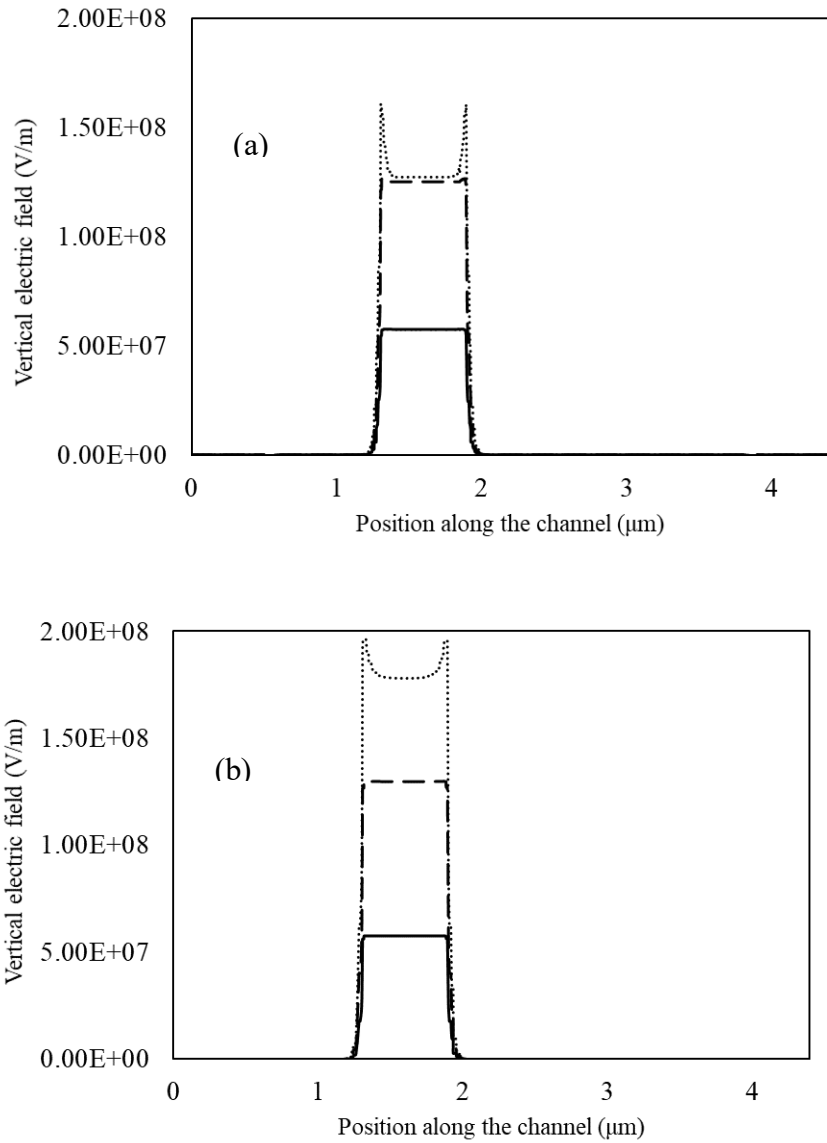 2.00E+08
1.50E+08
1.00E+08
5.00E+07
0.00E+00
Vertical electric field (V/m)
(a)
0 1 2 3 4
Position along the channel (μm)
2.00E+08
1.50E+08
1.00E+08
5.00E+07
0.00E+00
Vertical electric field (V/m)
(b)
0 1 2 3 4
Position along the channel (μm)